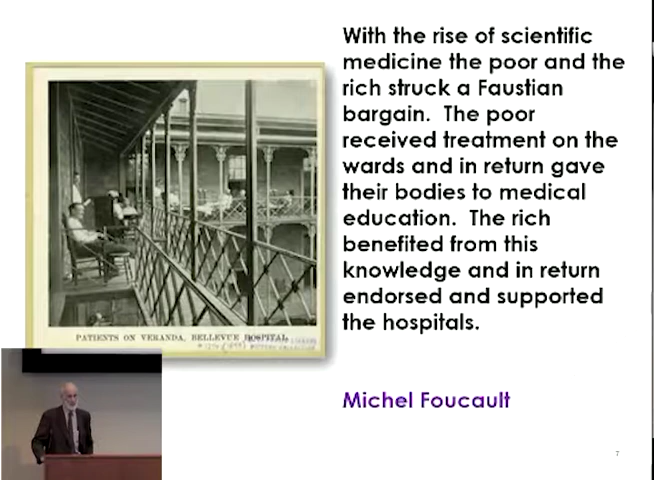 With the rise of scientific
medicine the poor and the
rich struck a Faustian
bargain. The poor
received treatment on the
wards and in return gave
their bodies to medical
education. The rich
benefited from this
knowledge and in return
endorsed and supported
the hospitals.
Michel Foucault
PATIENTS ON VERANDA, BELLEVUE HOSPITAL
7